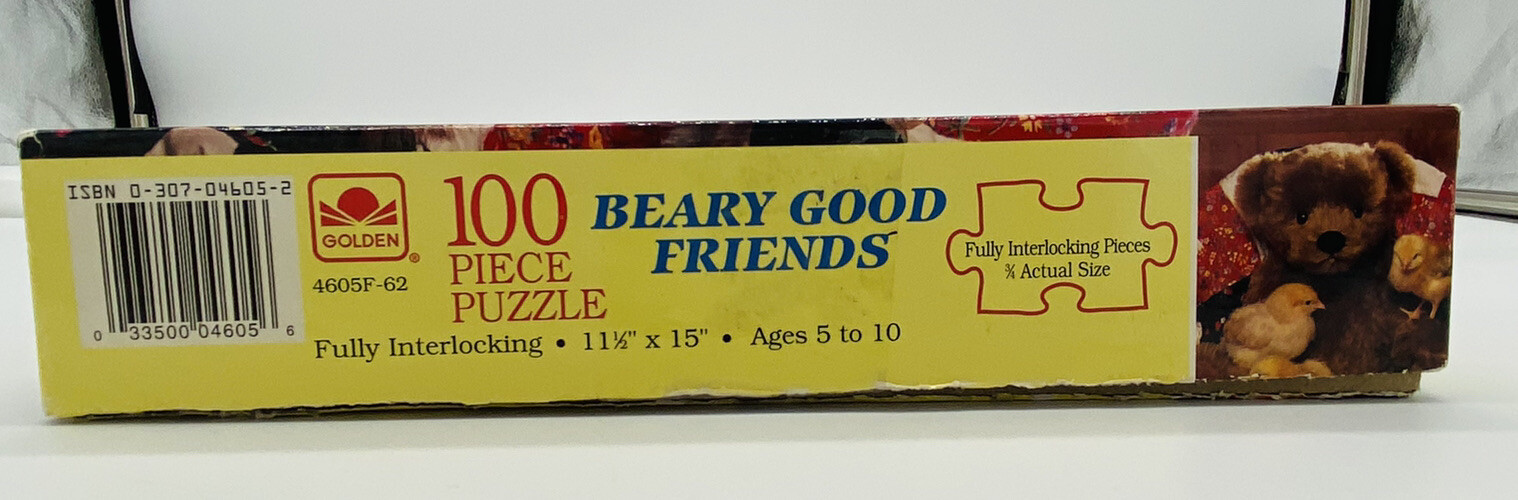 ISBN 0-307-04605-2
0 33500 04605 6
GOLDEN®
4605F-62
100
PIECE
PUZZLE
BEARY GOOD
FRIENDS
Fully Interlocking • 11½" x 15" • Ages 5 to 10
Fully Interlocking Pieces
¾ Actual Size